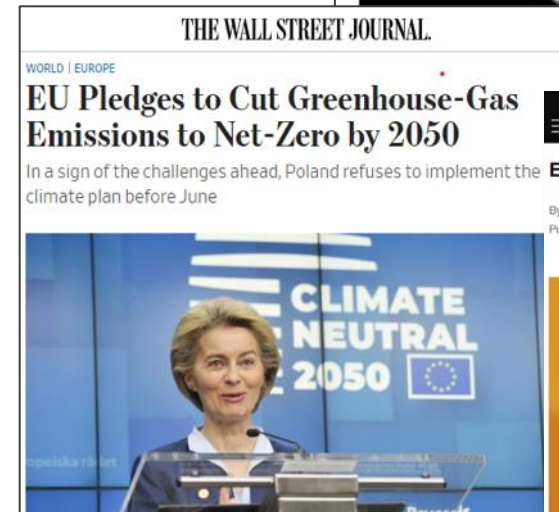 THE WALL STREET JOURNAL.
WORLD | EUROPE
EU Pledges to Cut Greenhouse-Gas
Emissions to Net-Zero by 2050
In a sign of the challenges ahead, Poland refuses to implement the
climate plan before June
CLIMATE
NEUTRAL
2050